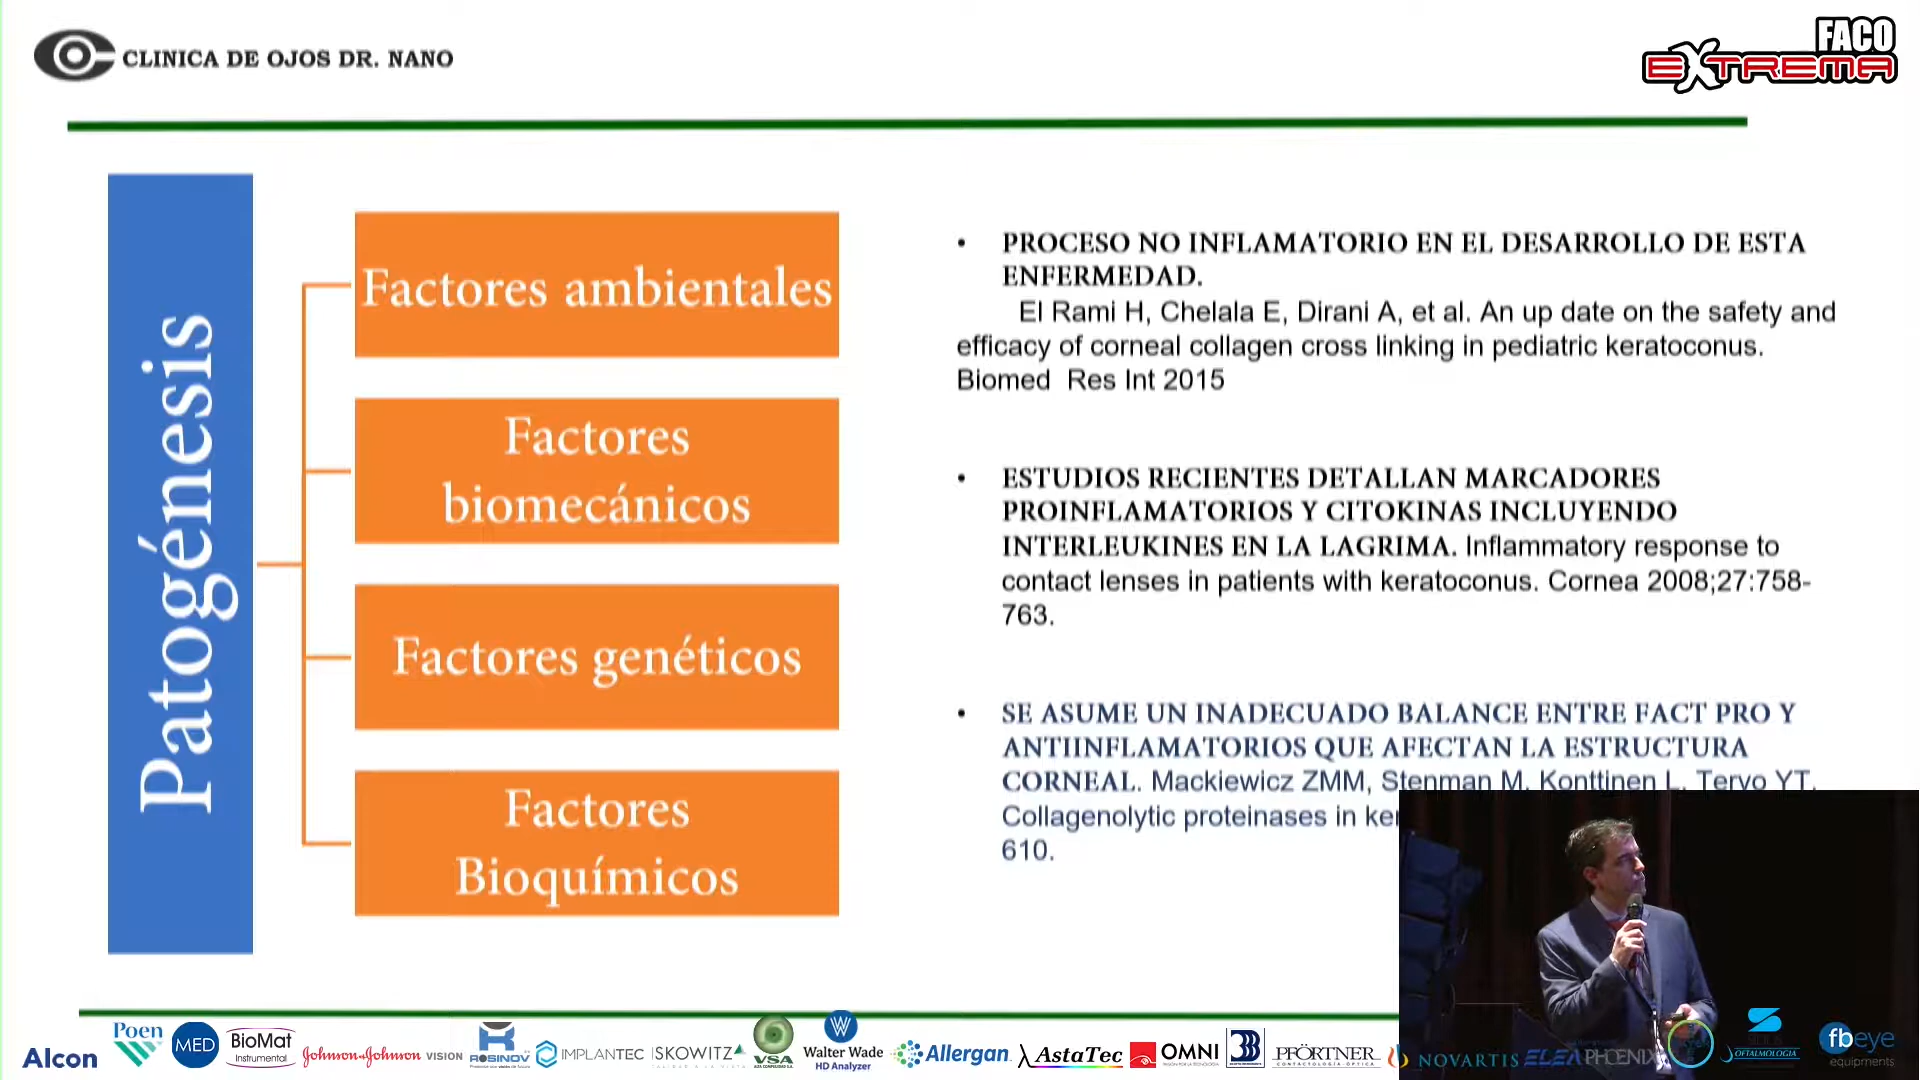 CLINICA DE OJOS DR. NANO
FACO
EXTREMA
Patogénesis
Factores ambientales
Factores
biomecánicos
Factores genéticos
Factores
Bioquímicos
• PROCESO NO INFLAMATORIO EN EL DESARROLLO DE ESTA
ENFERMEDAD.
El Rami H, Chelala E, Dirani A, et al. An up date on the safety and
efficacy of corneal collagen cross linking in pediatric keratoconus.
Biomed Res Int 2015
• ESTUDIOS RECIENTES DETALLAN MARCADORES
PROINFLAMATORIOS Y CITOKINAS INCLUYENDO
INTERLEUKINES EN LA LAGRIMA. Inflammatory response to
contact lenses in patients with keratoconus. Cornea 2008;27:758-
763.
• SE ASUME UN INADECUADO BALANCE ENTRE FACT PRO Y
ANTIINFLAMATORIOS QUE AFECTAN LA ESTRUCTURA
CORNEAL. Mackiewicz ZMM, Stenman M, Konttinen L, Tervo YT,
Collagenolytic proteinases in ke
610.
Alcon
Poen
MED
BioMat
Instrumental
Johnson & Johnson VISION
ROSINOV
IMPLANTEC
ISKOWITZ
VSA
Walter Wade
HD Analyzer
Allergan
AstaTec
OMNI
PFÖRTNER
CONTACTOLOGIA-OPTICA
NOVARTIS
ELEA PHOENIX
OFTALMOLOGIA
fbeye
equipments